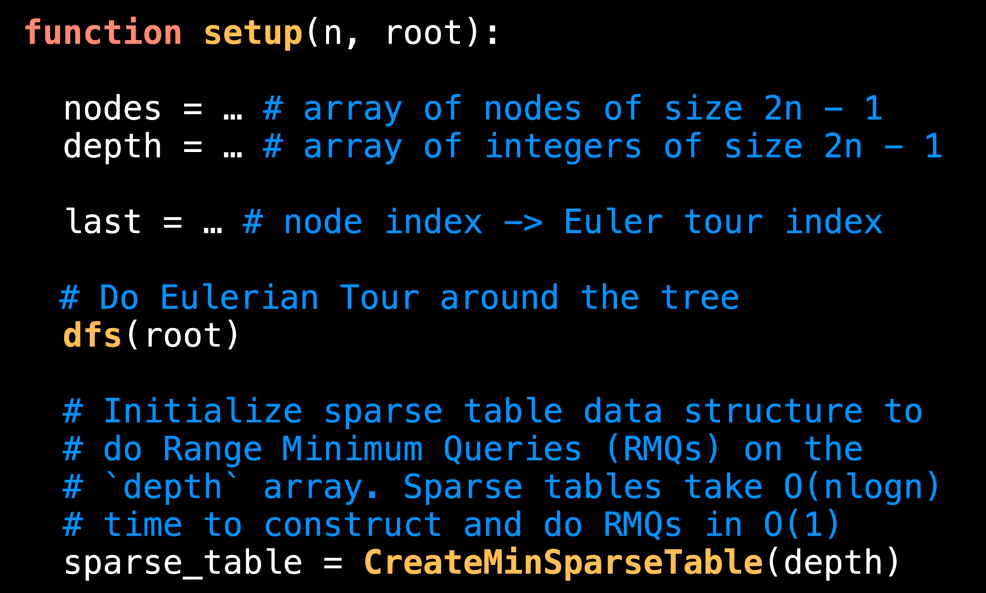 function setup(n, root):
nodes = … # array of nodes of size 2n - 1
depth = … # array of integers of size 2n - 1
last = … # node index -> Euler tour index
# Do Eulerian Tour around the tree
dfs(root)
# Initialize sparse table data structure to
# do Range Minimum Queries (RMQs) on the
# `depth` array. Sparse tables take O(nlogn)
# time to construct and do RMQs in O(1)
sparse_table = CreateMinSparseTable(depth)